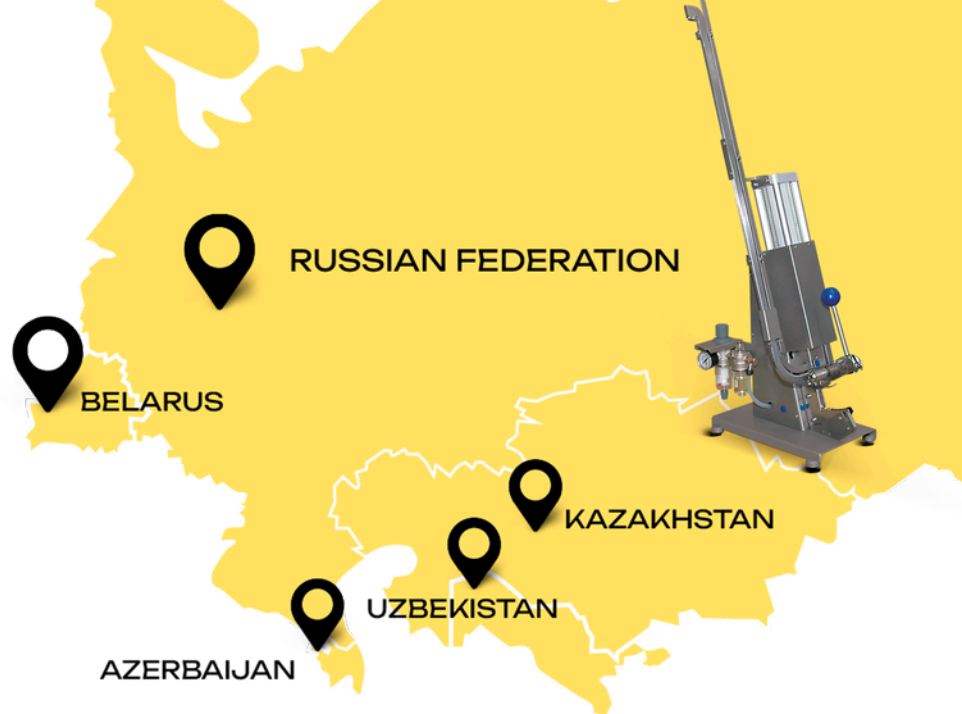 RUSSIAN FEDERATION
BELARUS
KAZAKHSTAN
UZBEKISTAN
AZERBAIJAN